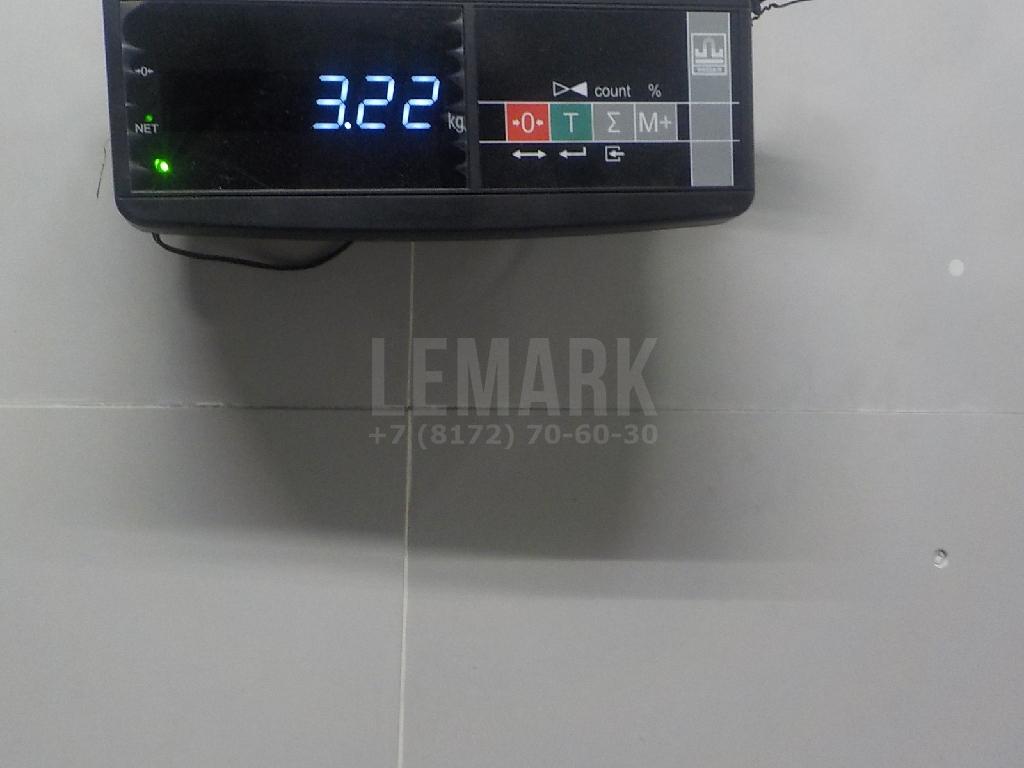 →0←
NET
3.22
kg
count %
→0← T Σ M+
LEMARK
+7 (8172) 70-60-30